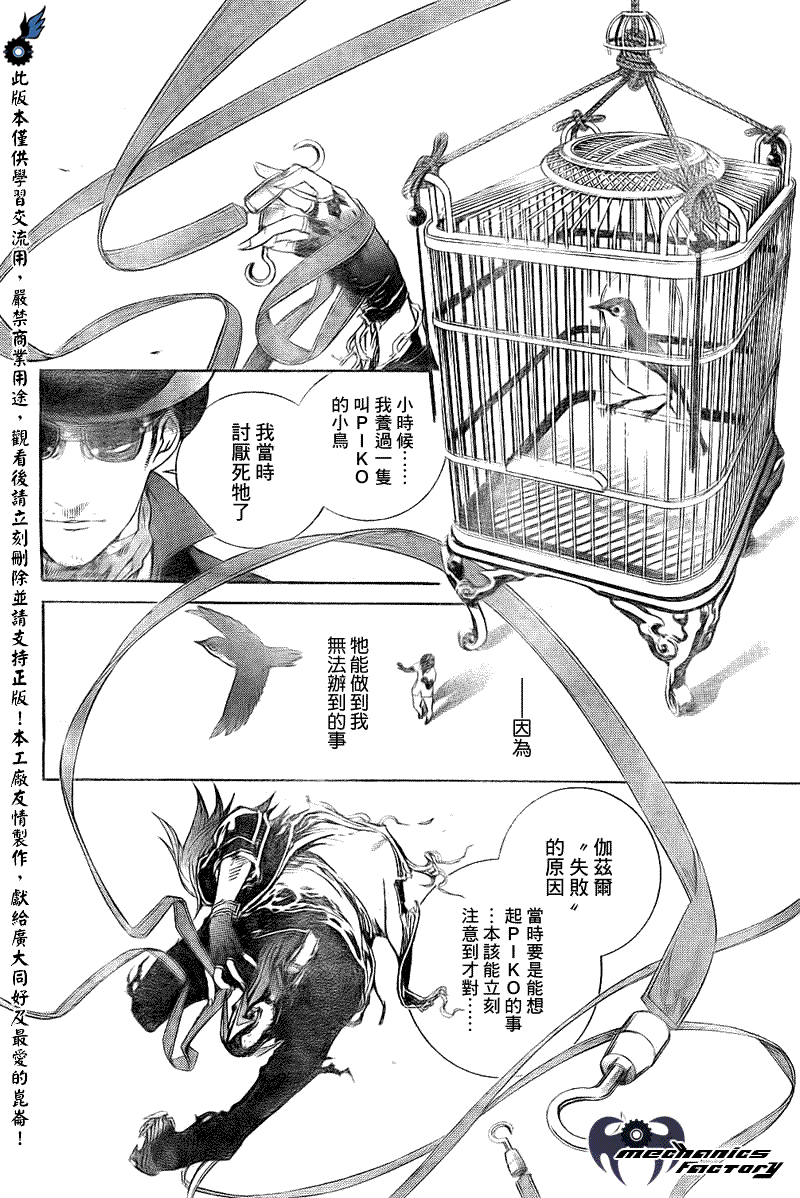 小時候……
我養過一隻
叫PIKO
的小鳥
我當時
討厭死牠了
——因為
牠能做到我
無法辦到的事
伽茲爾
〝失敗〞
的原因
當時要是能想
起PIKO的事
…本該能立刻
注意到才對……
此版本僅供學習交流用，嚴禁商業用途，觀看後請立刻刪除並請支持正版！本工廠友情製作，獻給廣大同好及最愛的崑崙！
mechanics
Factory